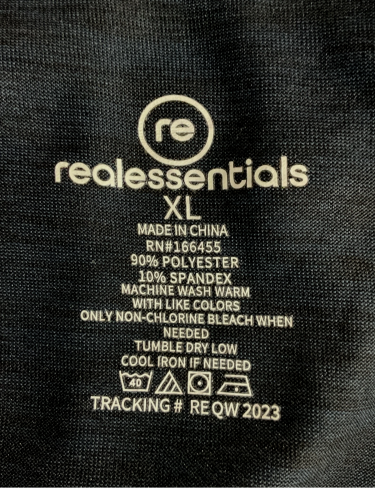 re
realessentials
XL
MADE IN CHINA
RN#166455
90% POLYESTER
10% SPANDEX
MACHINE WASH WARM
WITH LIKE COLORS
ONLY NON-CHLORINE BLEACH WHEN
NEEDED
TUMBLE DRY LOW
COOL IRON IF NEEDED
40
TRACKING# REQW 2023